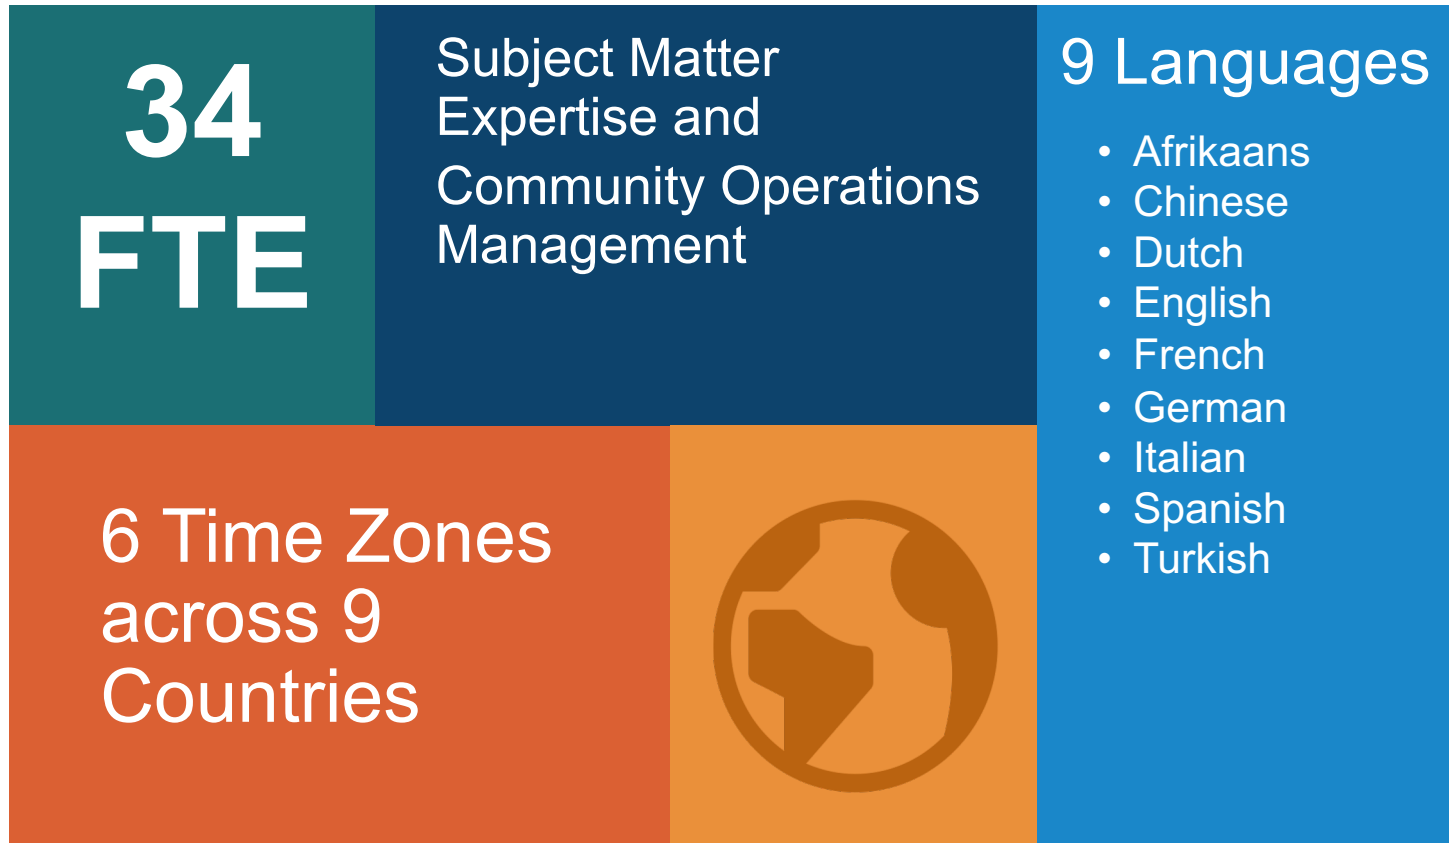 34
FTE
Subject Matter
Expertise and
Community Operations
Management
9 Languages
• Afrikaans
• Chinese
• Dutch
• English
• French
• German
• Italian
• Spanish
• Turkish
6 Time Zones
across 9
Countries